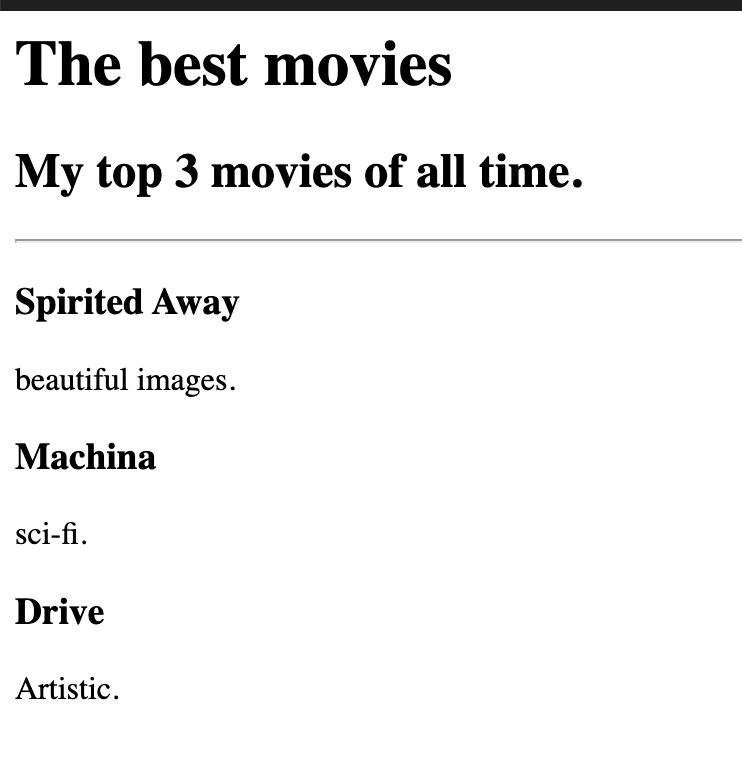 The best movies
My top 3 movies of all time.
Spirited Away
beautiful images.
Machina
sci-fi.
Drive
Artistic.